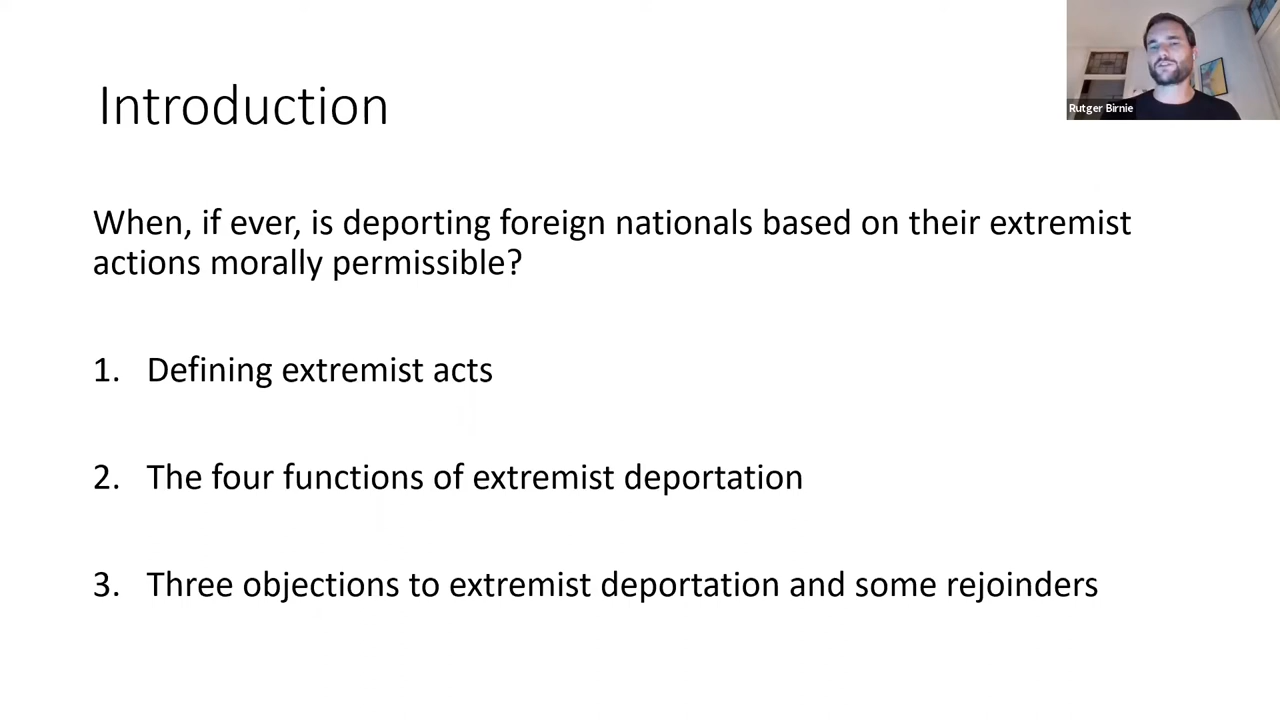 Introduction
Rutger Birnie
When, if ever, is deporting foreign nationals based on their extremist
actions morally permissible?
1. Defining extremist acts
2. The four functions of extremist deportation
3. Three objections to extremist deportation and some rejoinders